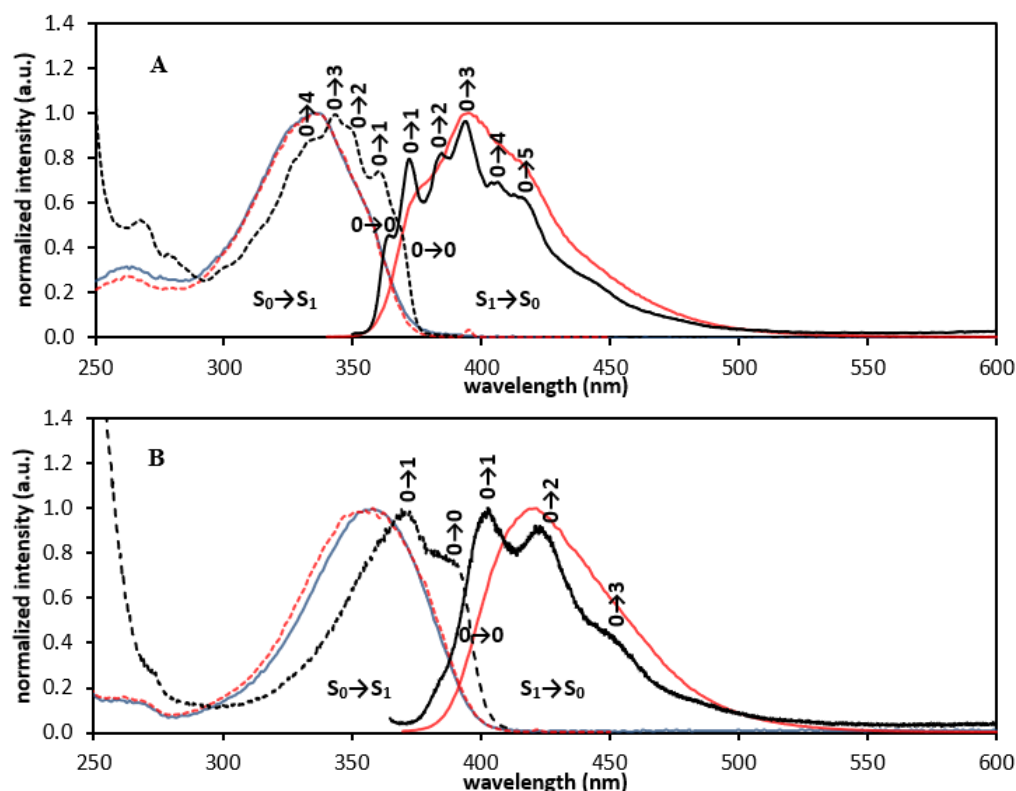 1.4
A
1.2
0→3
0→3
0→4
0→2
0→1
0→1
0→2
1.0
0→4
0→5
0.8
0.6
0→0
0→0
0.4
S₀→S₁
S₁→S₀
0.2
0.0
normalized intensity (a.u.)
250 300 350 400 450 500 550 600
wavelength (nm)
1.4
B
1.2
0→1
0→1
0→2
0→0
1.0
0.8
0→3
0.6
0→0
0.4
S₀→S₁
S₁→S₀
0.2
0.0
normalized intensity (a.u.)
250 300 350 400 450 500 550 600
wavelength (nm)